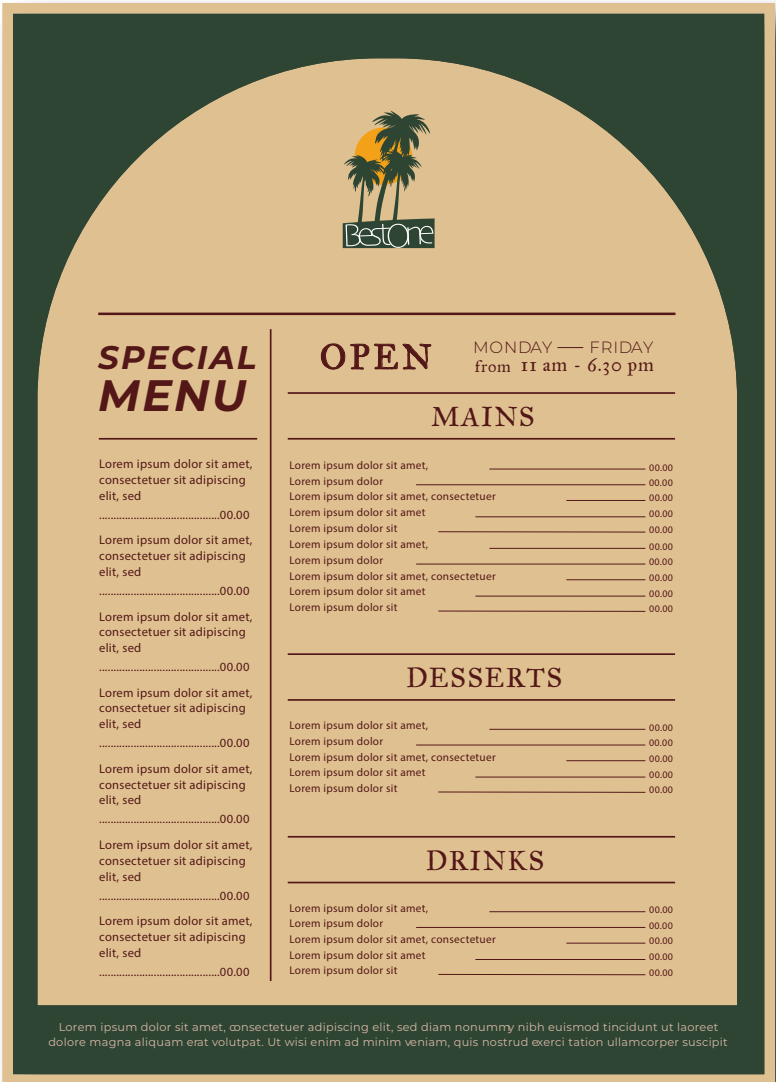 BestOne
SPECIAL
MENU
Lorem ipsum dolor sit amet,
consectetuer sit adipiscing
elit, sed
........................................00.00
Lorem ipsum dolor sit amet,
consectetuer sit adipiscing
elit, sed
........................................00.00
Lorem ipsum dolor sit amet,
consectetuer sit adipiscing
elit, sed
........................................00.00
Lorem ipsum dolor sit amet,
consectetuer sit adipiscing
elit, sed
........................................00.00
Lorem ipsum dolor sit amet,
consectetuer sit adipiscing
elit, sed
........................................00.00
Lorem ipsum dolor sit amet,
consectetuer sit adipiscing
elit, sed
........................................00.00
Lorem ipsum dolor sit amet,
consectetuer sit adipiscing
elit, sed
........................................00.00
OPEN
MONDAY — FRIDAY
from 11 am - 6.30 pm
MAINS
Lorem ipsum dolor sit amet, 00.00
Lorem ipsum dolor 00.00
Lorem ipsum dolor sit amet, consectetuer 00.00
Lorem ipsum dolor sit amet 00.00
Lorem ipsum dolor sit 00.00
Lorem ipsum dolor sit amet, 00.00
Lorem ipsum dolor 00.00
Lorem ipsum dolor sit amet, consectetuer 00.00
Lorem ipsum dolor sit amet 00.00
Lorem ipsum dolor sit 00.00
DESSERTS
Lorem ipsum dolor sit amet, 00.00
Lorem ipsum dolor 00.00
Lorem ipsum dolor sit amet, consectetuer 00.00
Lorem ipsum dolor sit amet 00.00
Lorem ipsum dolor sit 00.00
DRINKS
Lorem ipsum dolor sit amet, 00.00
Lorem ipsum dolor 00.00
Lorem ipsum dolor sit amet, consectetuer 00.00
Lorem ipsum dolor sit amet 00.00
Lorem ipsum dolor sit 00.00
Lorem ipsum dolor sit amet, consectetuer adipiscing elit, sed diam nonummy nibh euismod tincidunt ut laoreet
dolore magna aliquam erat volutpat. Ut wisi enim ad minim veniam, quis nostrud exerci tation ullamcorper suscipit